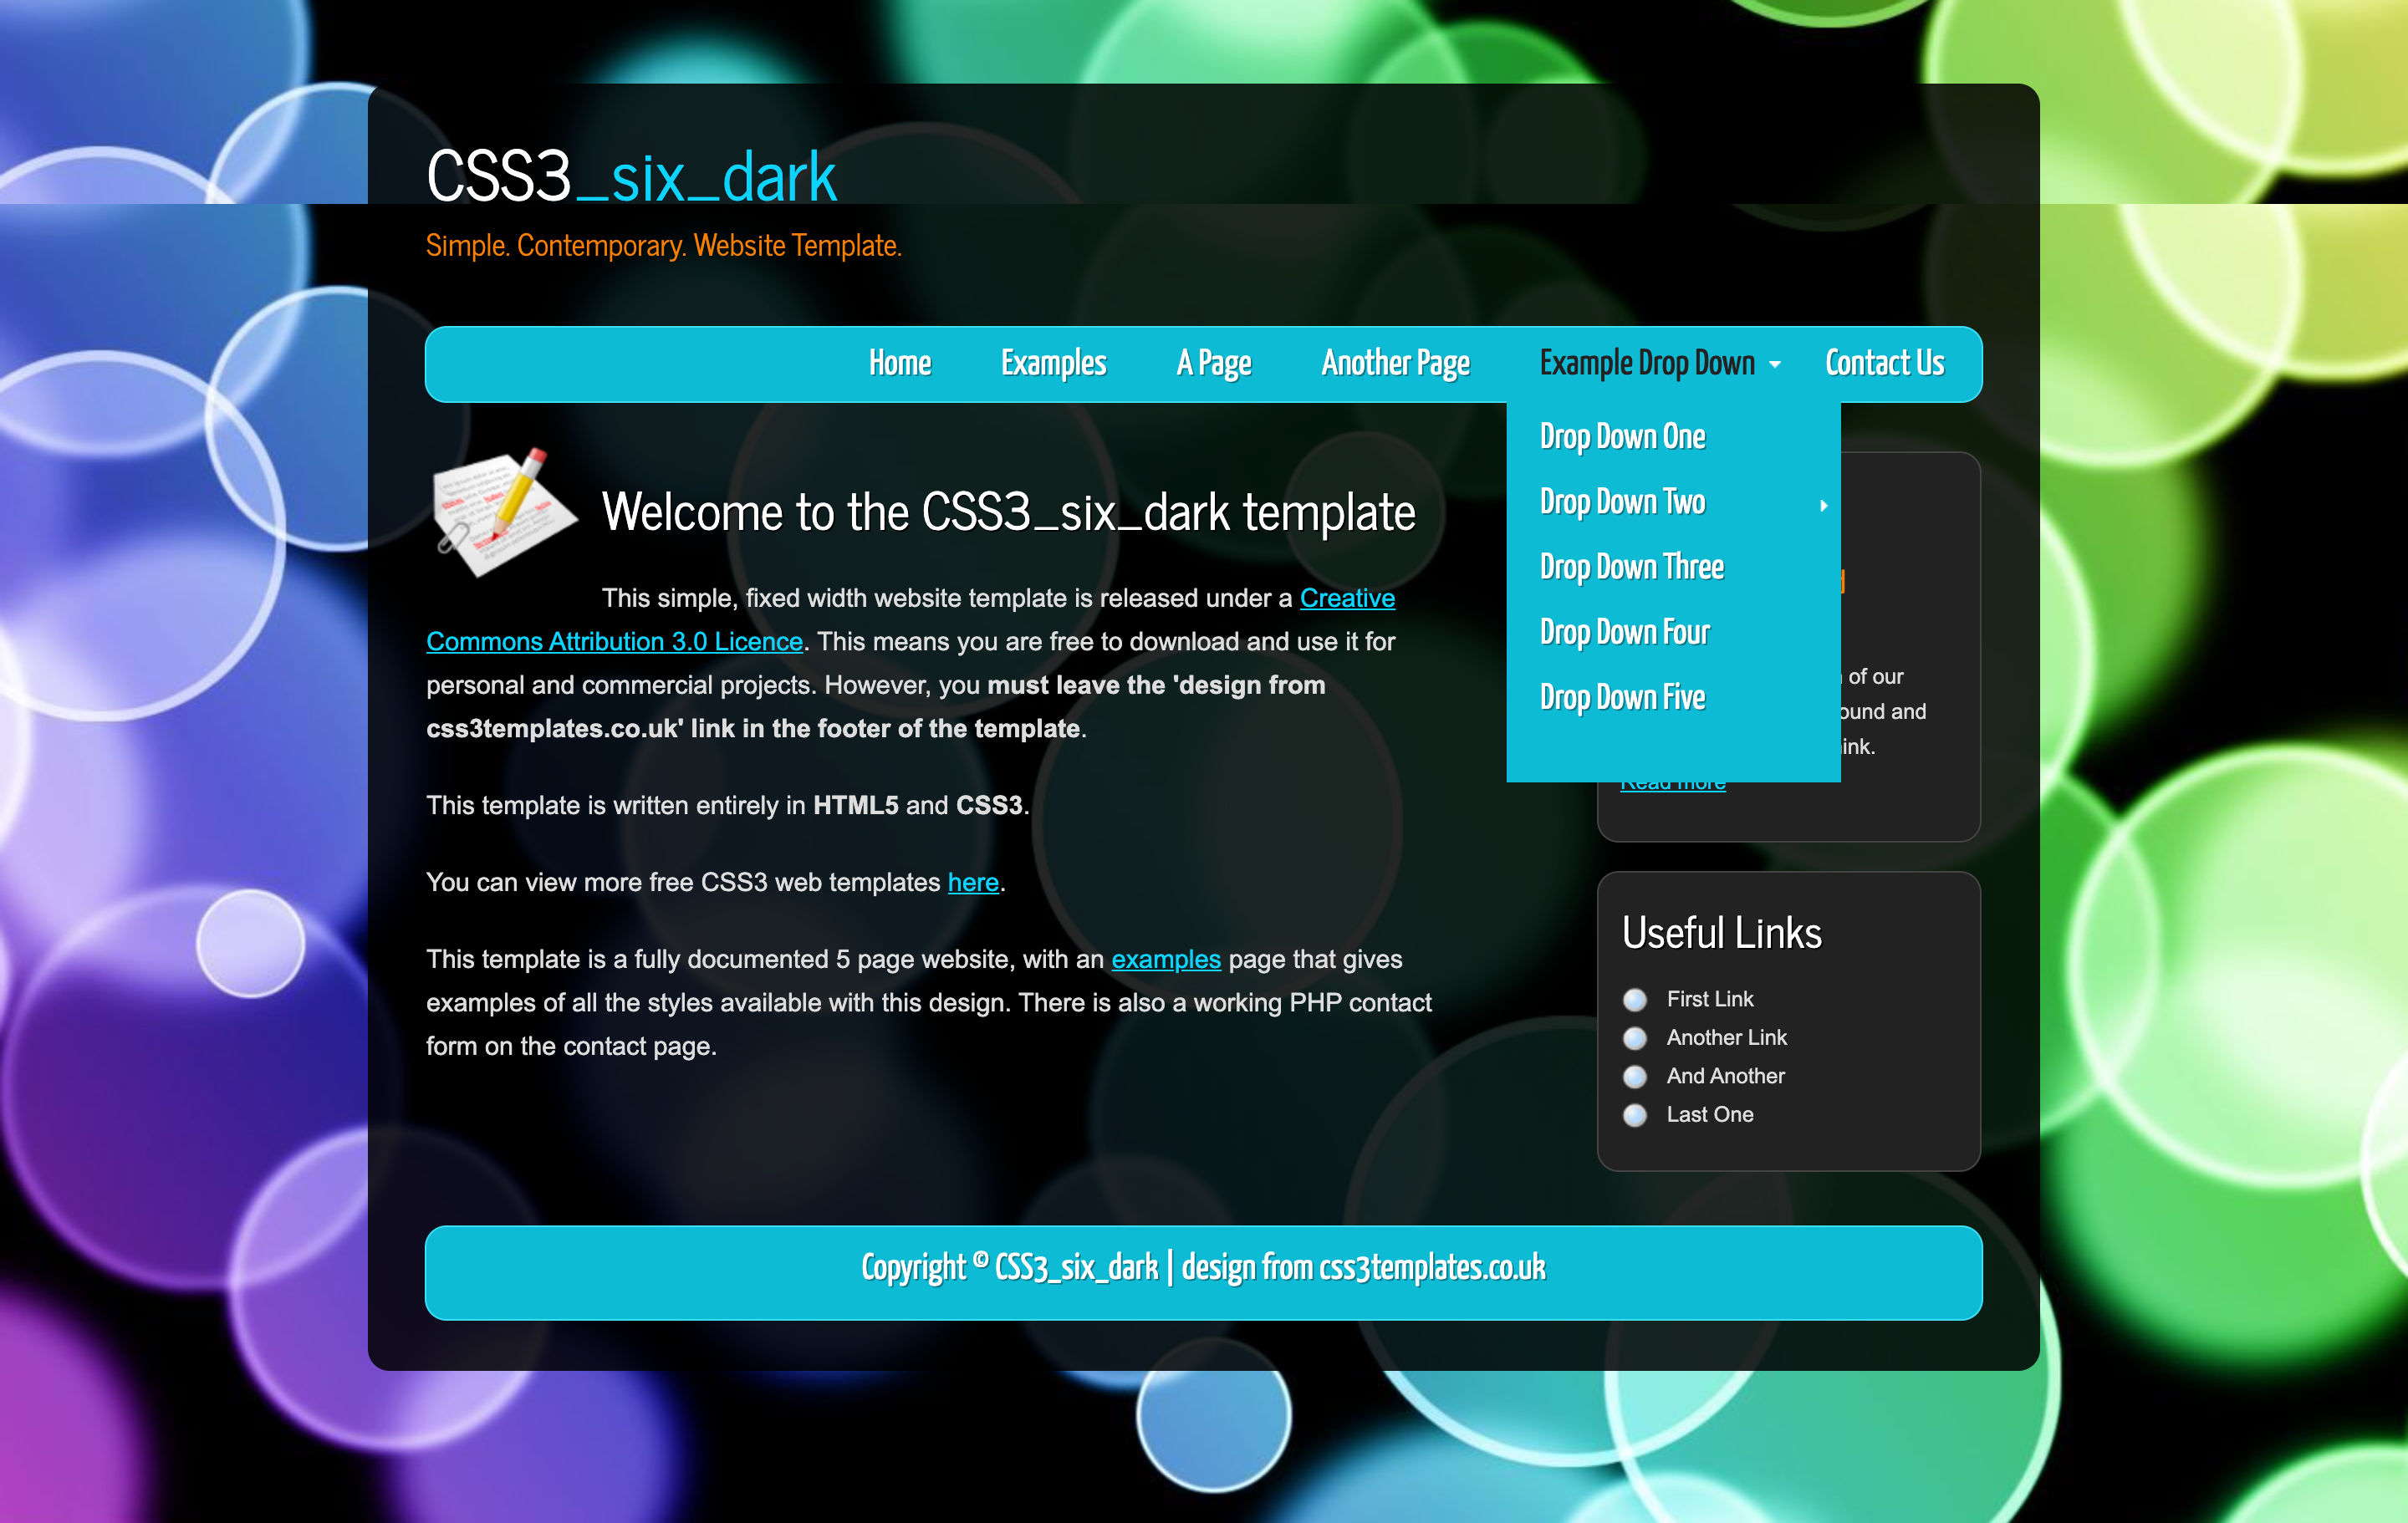 CSS3_six_dark
Simple. Contemporary. Website Template.
Home Examples A Page Another Page Example Drop Down Contact Us
Drop Down One
Drop Down Two
Drop Down Three
Drop Down Four
Drop Down Five
Welcome to the CSS3_six_dark template
This simple, fixed width website template is released under a Creative
Commons Attribution 3.0 Licence. This means you are free to download and use it for
personal and commercial projects. However, you must leave the 'design from
css3templates.co.uk' link in the footer of the template.
This template is written entirely in HTML5 and CSS3.
You can view more free CSS3 web templates here.
This template is a fully documented 5 page website, with an examples page that gives
examples of all the styles available with this design. There is also a working PHP contact
form on the contact page.
of our
and
Read more
Useful Links
First Link
Another Link
And Another
Last One
Copyright © CSS3_six_dark | design from css3templates.co.uk